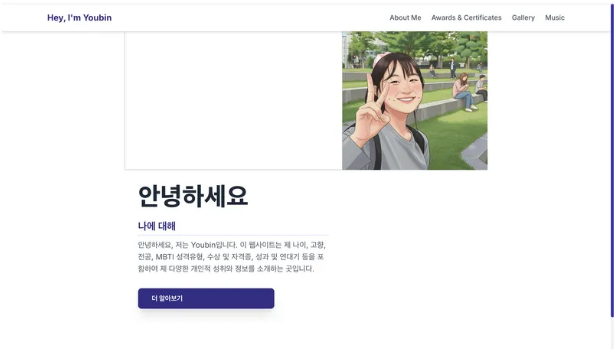 Hey, I'm Youbin
About Me Awards & Certificates Gallery Music
안녕하세요
나에 대해
안녕하세요, 저는 Youbin입니다. 이 웹사이트는 제 나이, 고향,
전공, MBTI 성격유형, 수상 및 자격증, 성과 및 연대기 등을 포
함하여 제 다양한 개인적 성취와 정보를 소개하는 곳입니다.
더 알아보기